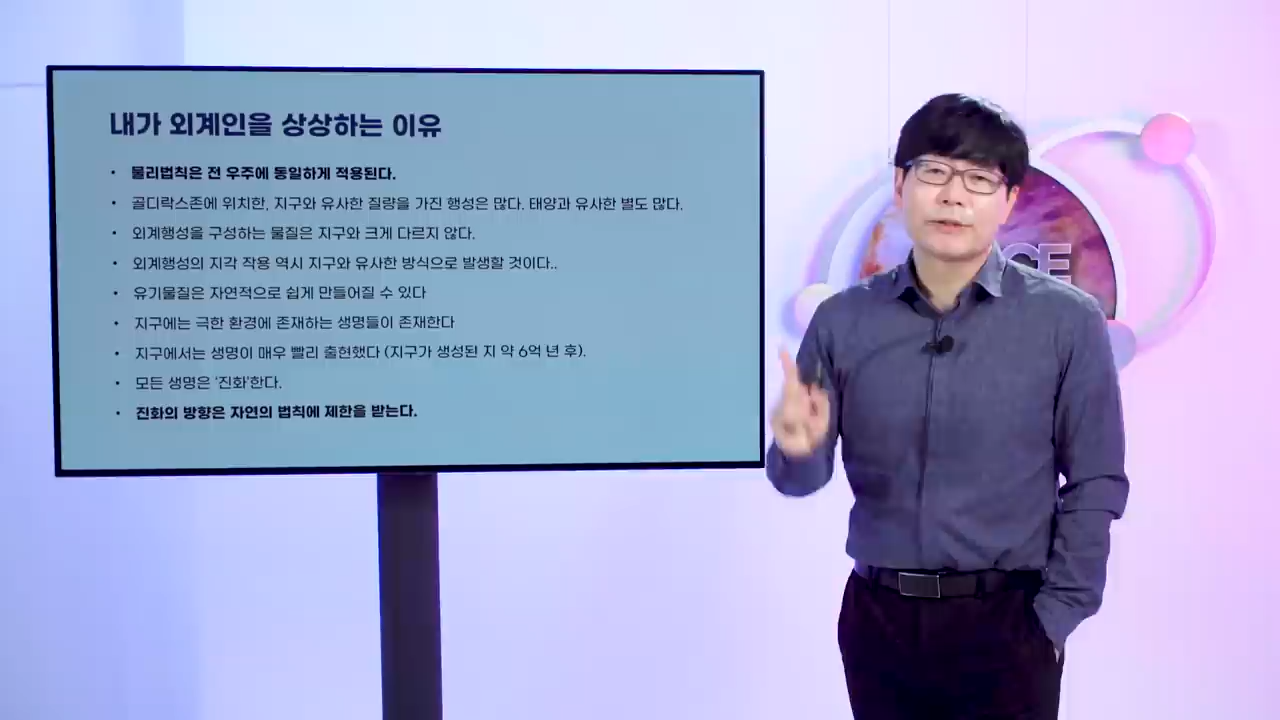 내가 외계인을 상상하는 이유
• 물리법칙은 전 우주에 동일하게 적용된다.
• 골디락스존에 위치한, 지구와 유사한 질량을 가진 행성은 많다. 태양과 유사한 별도 많다.
• 외계행성을 구성하는 물질은 지구와 크게 다르지 않다.
• 외계행성의 지각 작용 역시 지구와 유사한 방식으로 발생할 것이다..
• 유기물질은 자연적으로 쉽게 만들어질 수 있다
• 지구에는 극한 환경에 존재하는 생명들이 존재한다
• 지구에서는 생명이 매우 빨리 출현했다 (지구가 생성된 지 약 6억 년 후).
• 모든 생명은 ‘진화’한다.
• 진화의 방향은 자연의 법칙에 제한을 받는다.